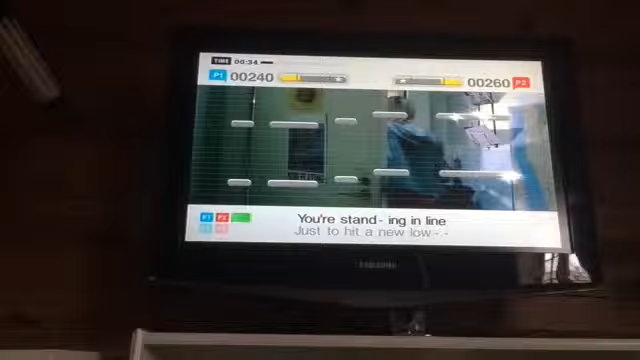 TIME 00:34
P1 00240
00260 P2
P1 P2
You're stand- ing in line
Just to hit a new low -.-
SAMSUNG